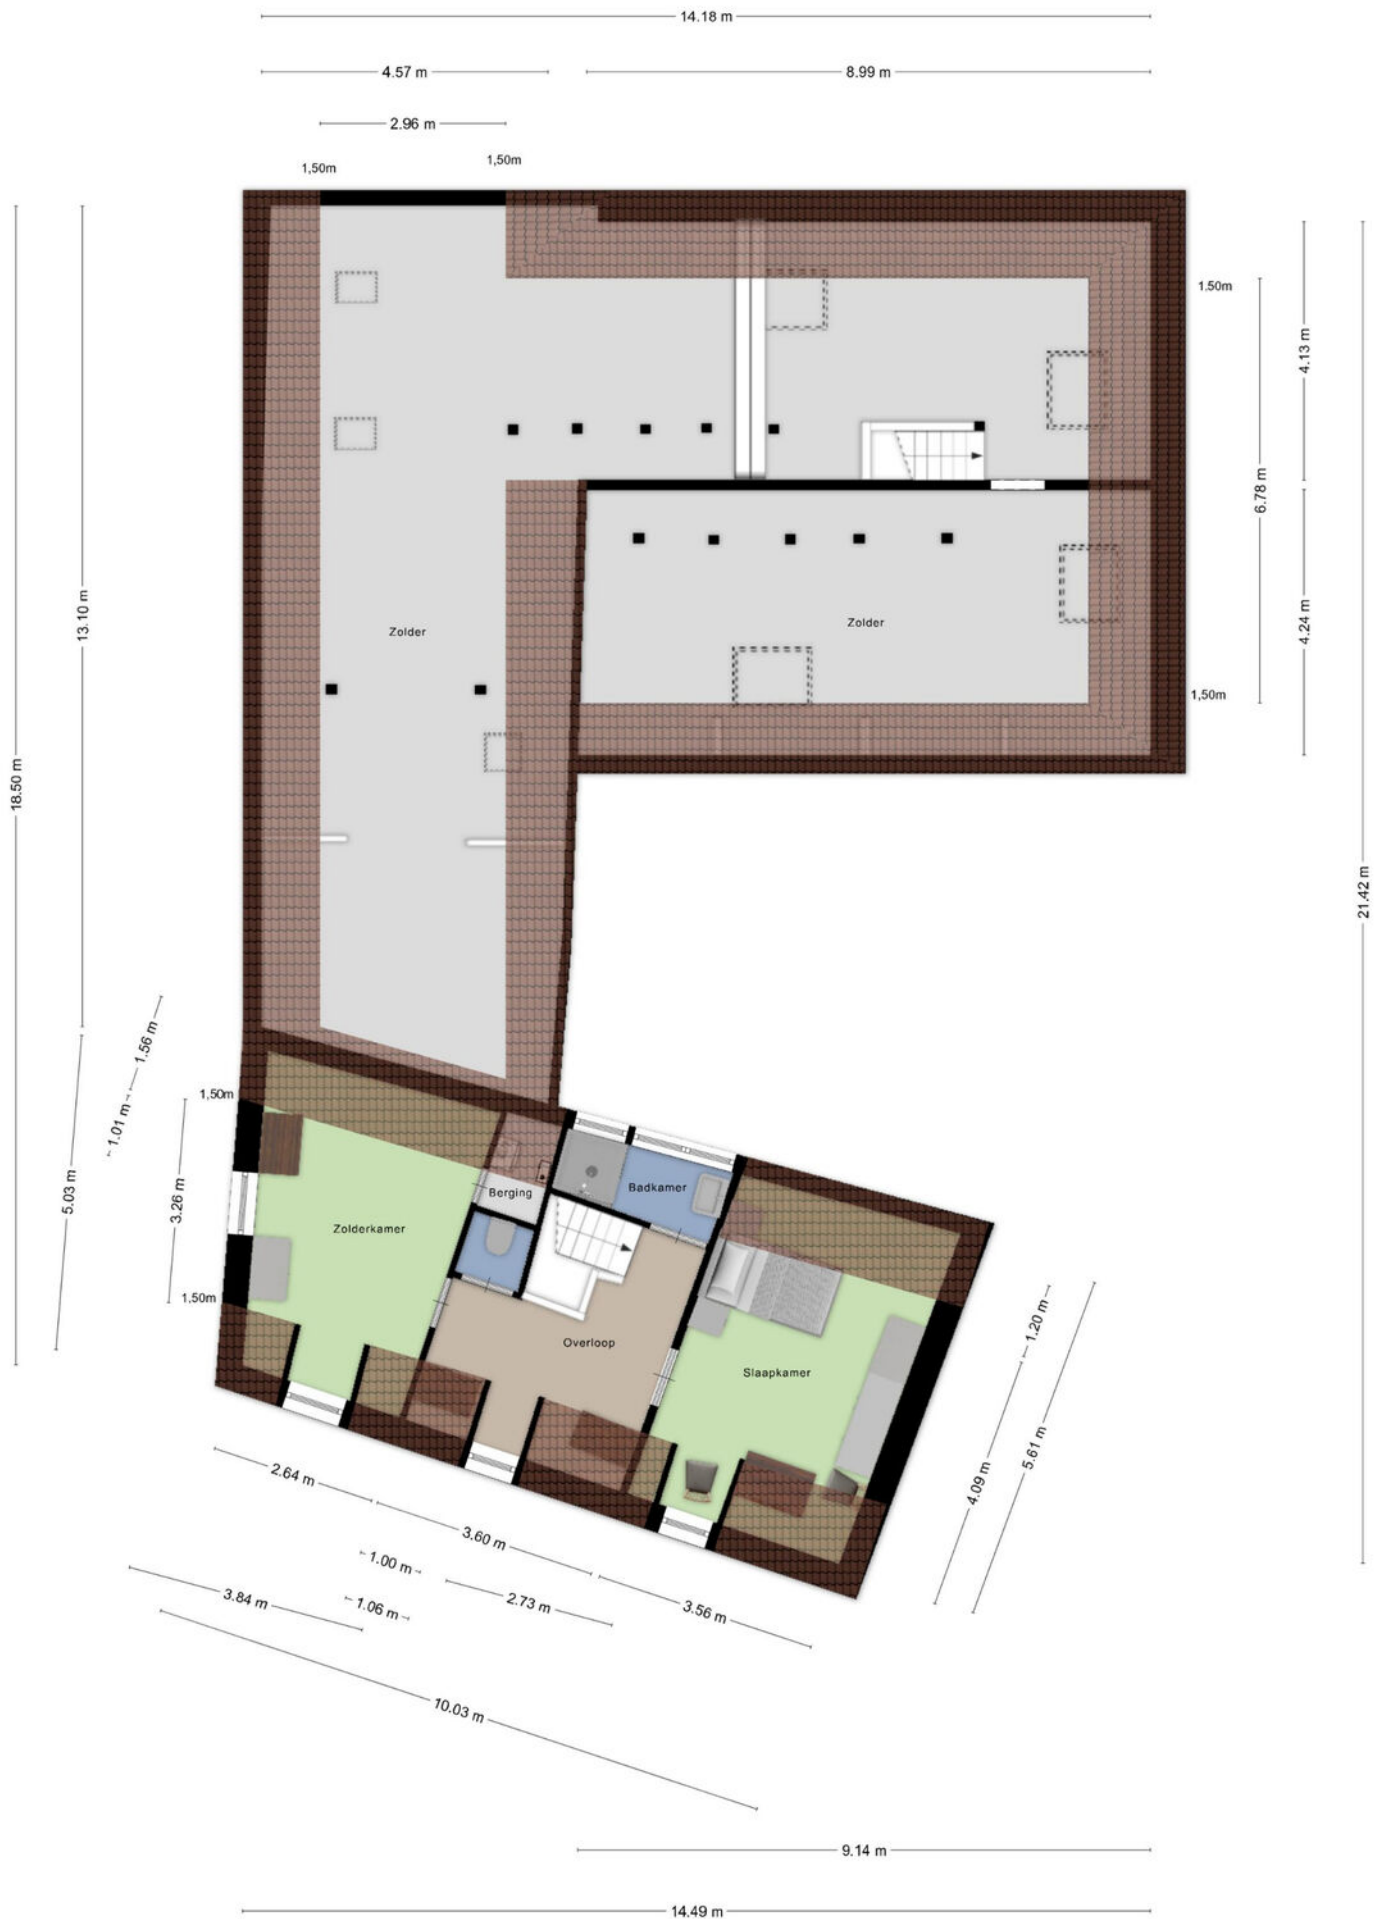 14.18 m
4.57 m
8.99 m
2.96 m
1,50m
1,50m
1,50m
4.13 m
6.78 m
13.10 m
4.24 m
Zolder
Zolder
1,50m
18.50 m
21.42 m
1.56 m
1,50m
1.01 m
5.03 m
3.26 m
Berging
Badkamer
Zolderkamer
1,50m
1.20 m
Overloop
Slaapkamer
5.61 m
4.09 m
2.64 m
3.60 m
1.00 m
3.84 m
2.73 m
1.06 m
3.56 m
10.03 m
9.14 m
14.49 m